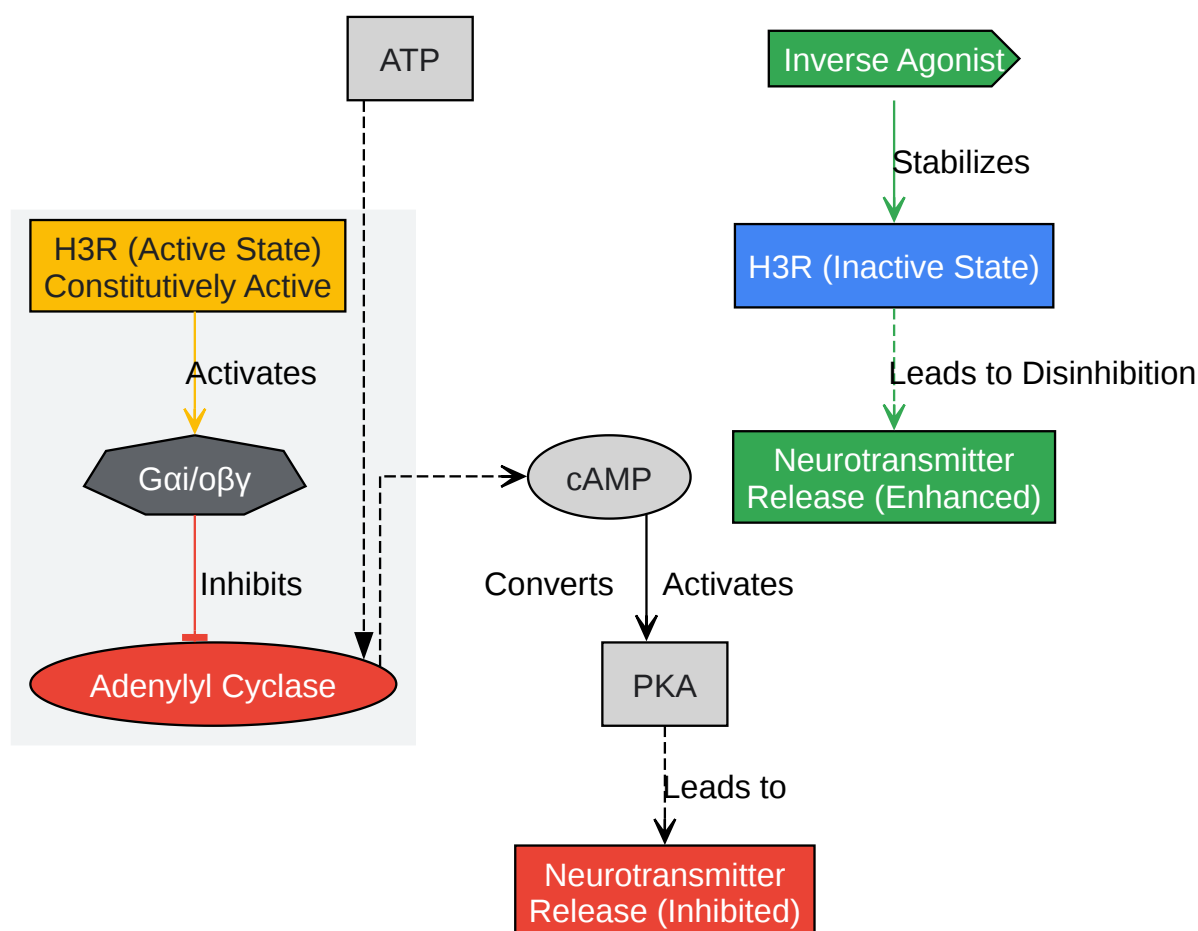 ATP
Inverse Agonist
Stabilizes
H3R (Active State)
Constitutively Active
H3R (Inactive State)
Activates
Leads to Disinhibition
Gαi/oβγ
cAMP
Neurotransmitter
Release (Enhanced)
Inhibits
Converts
Activates
Adenylyl Cyclase
PKA
Leads to
Neurotransmitter
Release (Inhibited)